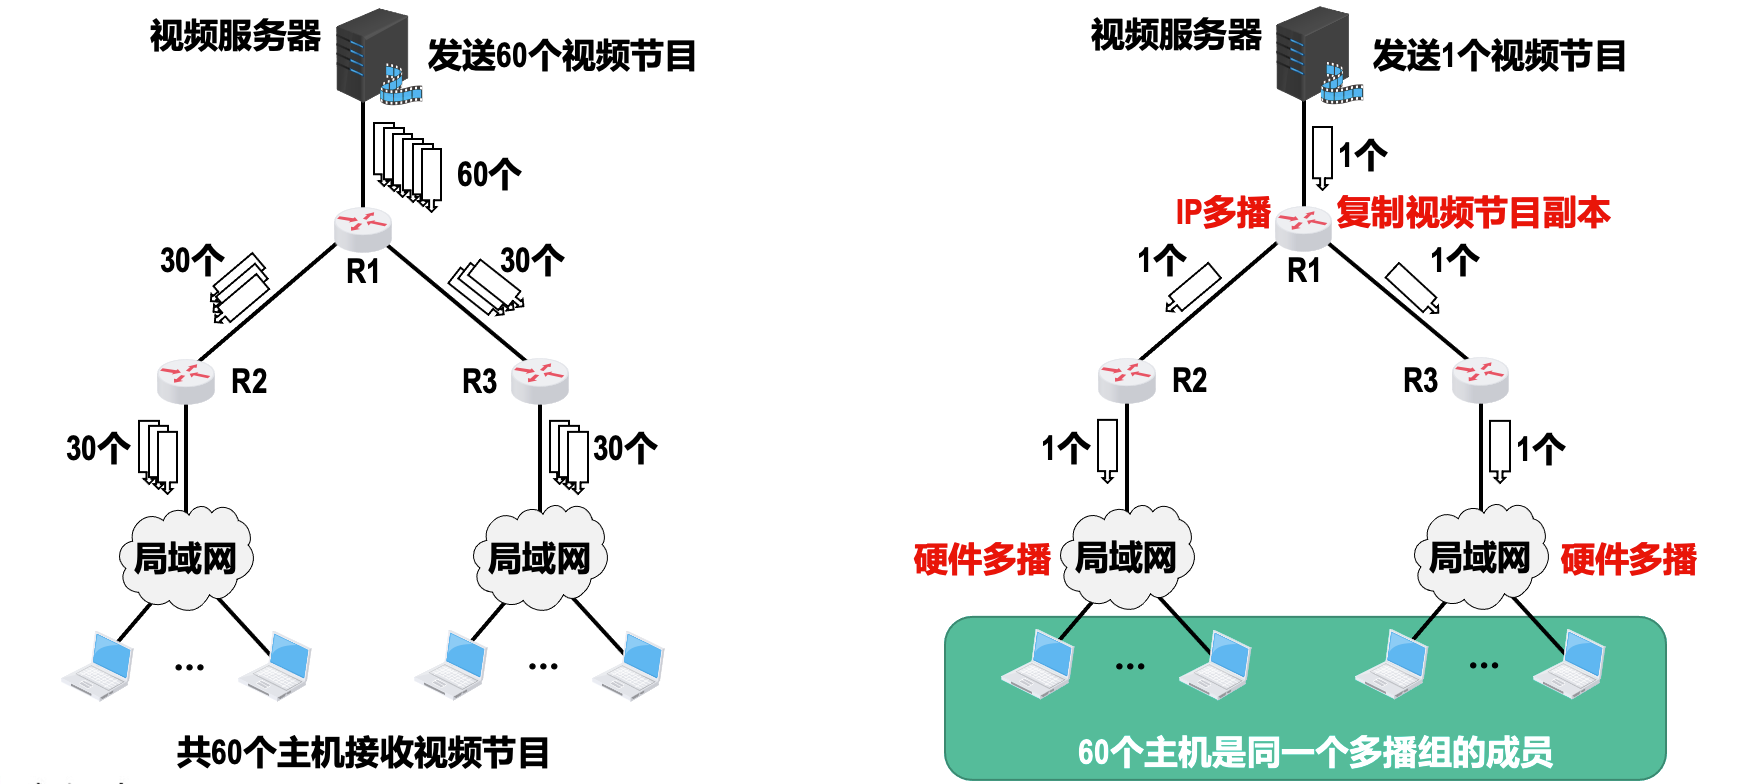 视频服务器
发送60个视频节目
60个
R1
30个
30个
R2
R3
30个
30个
局域网
局域网
...
...
共60个主机接收视频节目
视频服务器
发送1个视频节目
1个
IP多播
复制视频节目副本
R1
1个
1个
R2
R3
1个
1个
硬件多播
局域网
局域网
硬件多播
...
...
60个主机是同一个多播组的成员